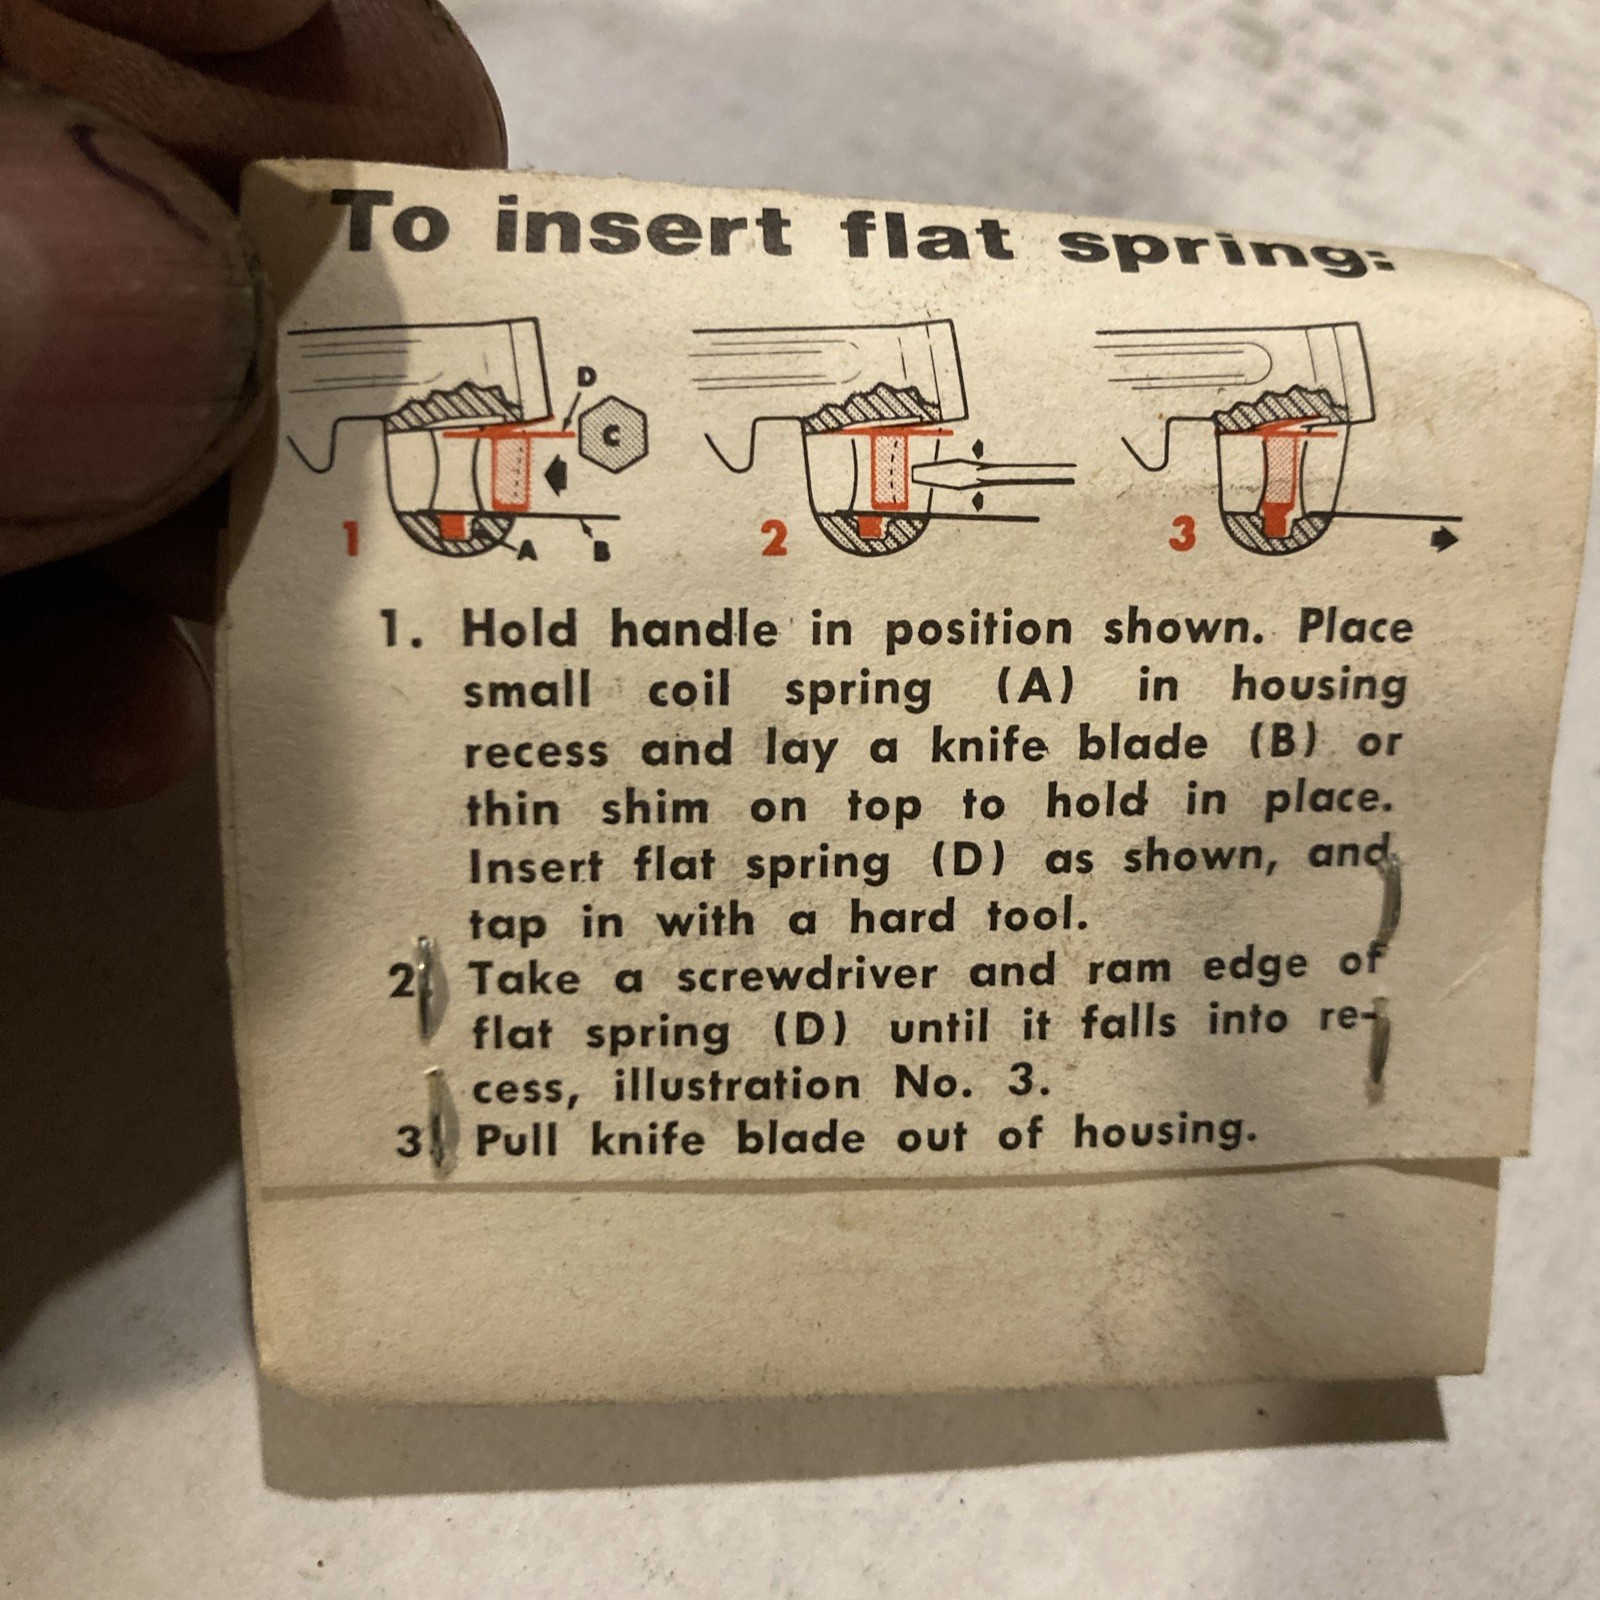 To insert flat spring:
D
C
1
A
B
2
3
1. Hold handle in position shown. Place
small coil spring (A) in housing
recess and lay a knife blade (B) or
thin shim on top to hold in place.
Insert flat spring (D) as shown, and
tap in with a hard tool.
2. Take a screwdriver and ram edge of
flat spring (D) until it falls into re-
cess, illustration No. 3.
3. Pull knife blade out of housing.